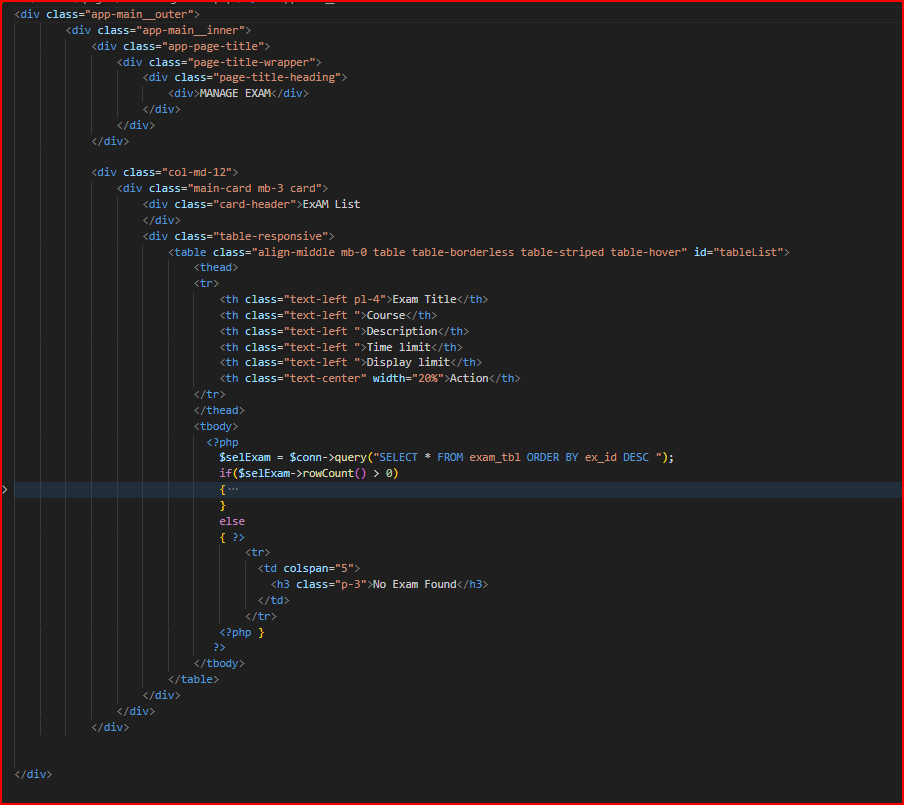 <div class="app-main__outer">
<div class="app-main__inner">
<div class="app-page-title">
<div class="page-title-wrapper">
<div class="page-title-heading">
<div>MANAGE EXAM</div>
</div>
</div>
</div>
<div class="col-md-12">
<div class="main-card mb-3 card">
<div class="card-header">ExAM List
</div>
<div class="table-responsive">
<table class="align-middle mb-0 table table-borderless table-striped table-hover" id="tableList">
<thead>
<tr>
<th class="text-left pl-4">Exam Title</th>
<th class="text-left ">Course</th>
<th class="text-left ">Description</th>
<th class="text-left ">Time limit</th>
<th class="text-left ">Display limit</th>
<th class="text-center" width="20%">Action</th>
</tr>
</thead>
<tbody>
<?php
$selExam = $conn->query("SELECT * FROM exam_tbl ORDER BY ex_id DESC ");
if($selExam->rowCount() > 0)
{ ···
}
else
{ ?>
<tr>
<td colspan="5">
<h3 class="p-3">No Exam Found</h3>
</td>
</tr>
<?php }
?>
</tbody>
</table>
</div>
</div>
</div>
</div>